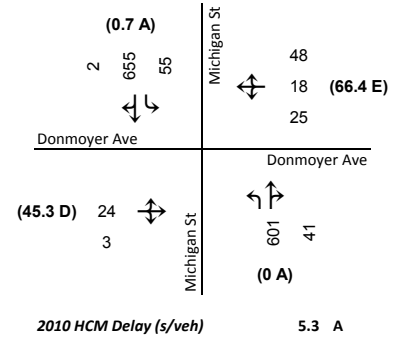 (0.7 A)
2 655 55
Michigan St
48
18 (66.4 E)
25
Donmoyer Ave
Donmoyer Ave
(45.3 D) 24
3
Michigan St
601 41
(0 A)
2010 HCM Delay (s/veh) 5.3 A